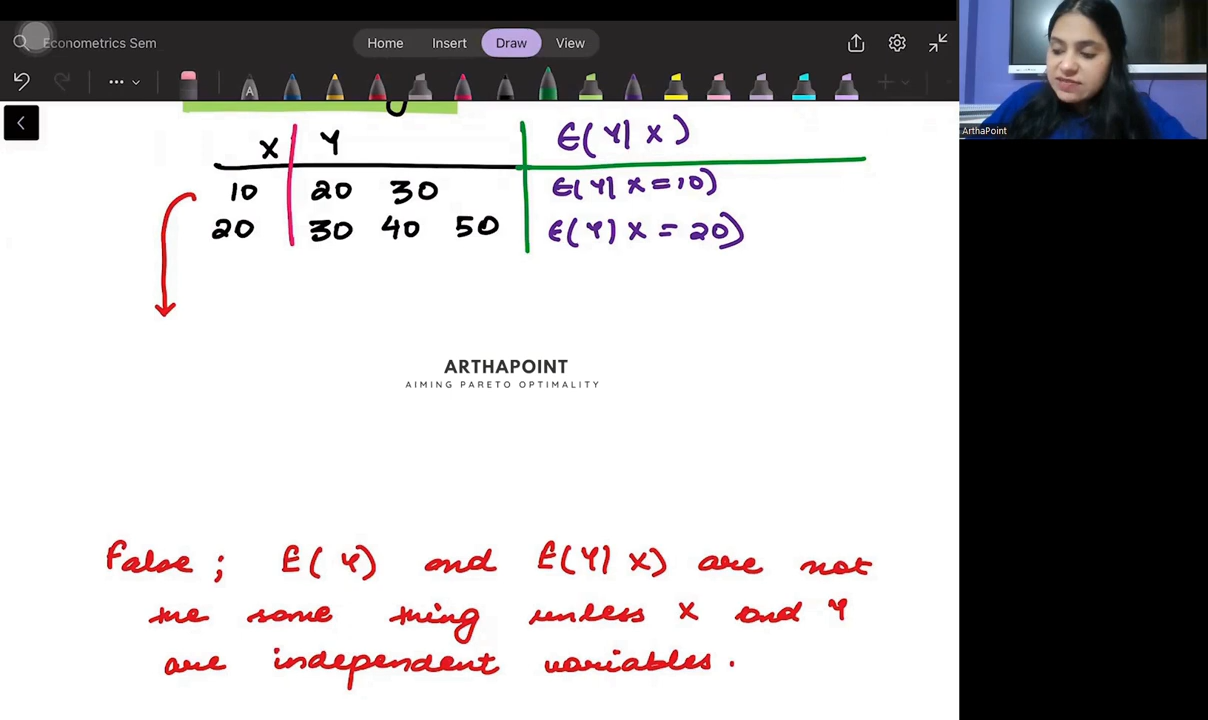 Econometrics Sem
Home Insert Draw View
A
X Y E(Y| X)
10 20 30 E(Y| X=10)
20 30 40 50 E(Y| X = 20)
ARTHAPOINT
AIMING PARETO OPTIMALITY
False; E(Y) and E(Y| X) are not
the same thing unless X and Y
are independent variables.
ArthaPoint